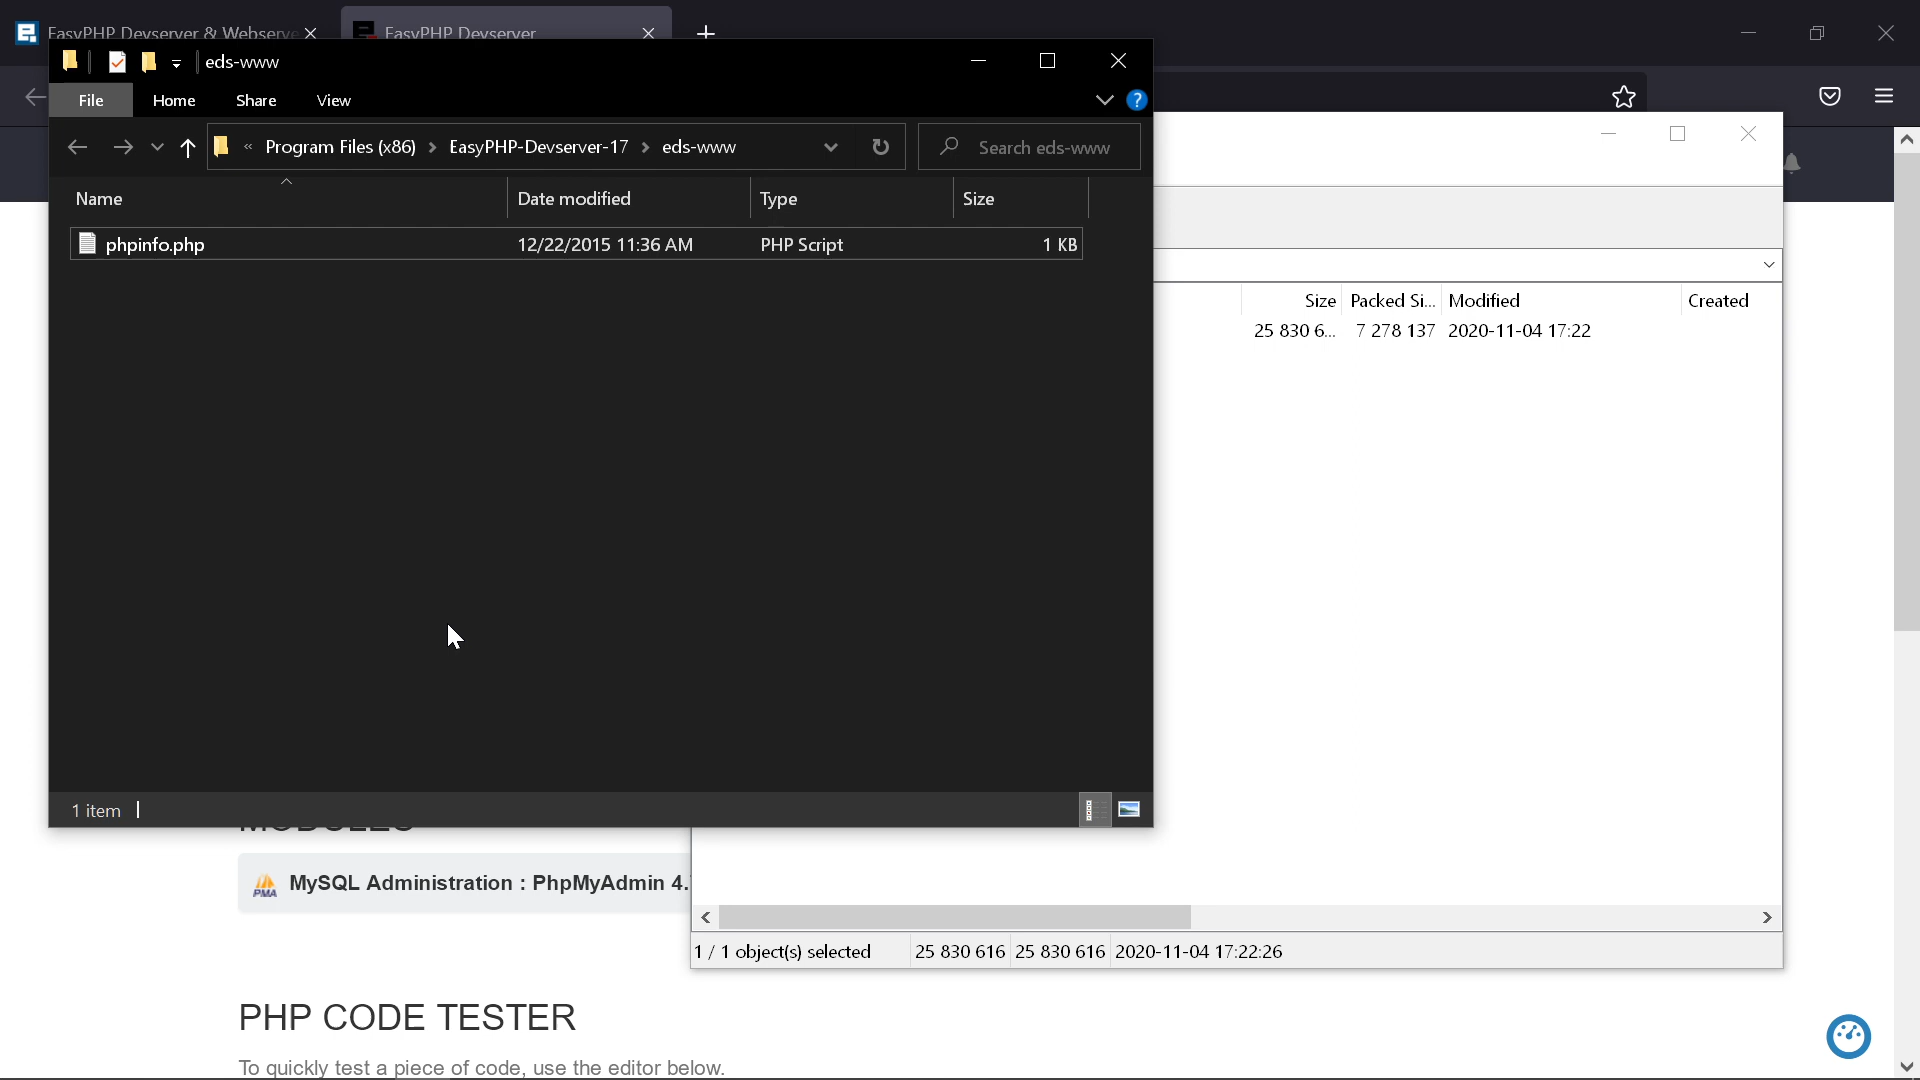 EasyPHP Devserver & Webserve
EasyPHP Devserver
eds-www
File Home Share View
« Program Files (x86) > EasyPHP-Devserver-17 > eds-www
Search eds-www
Name Date modified Type Size
phpinfo.php 12/22/2015 11:36 AM PHP Script 1 KB
Size Packed Si... Modified Created
25 830 6... 7 278 137 2020-11-04 17:22
1 item
MODULES
PMA MySQL Administration : PhpMyAdmin 4.
1 / 1 object(s) selected 25 830 616 25 830 616 2020-11-04 17:22:26
PHP CODE TESTER
To quickly test a piece of code, use the editor below.